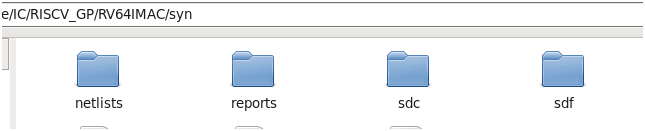 e/IC/RISCV_GP/RV64IMAC/syn
netlists reports sdc sdf